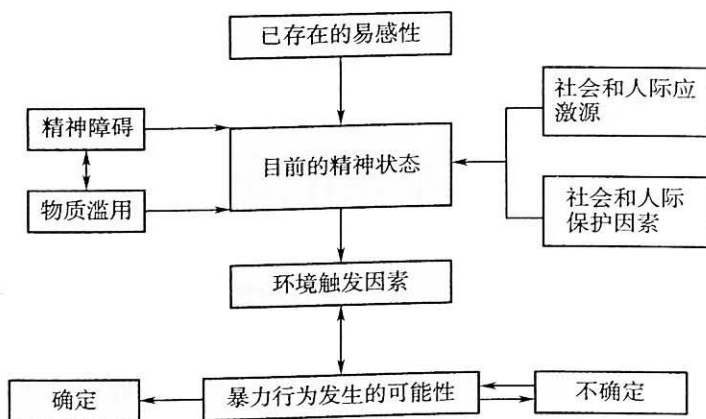 已存在的易感性
社会和人际应
激源
精神障碍
目前的精神状态
物质滥用
社会和人际
保护因素
环境触发因素
确定
暴力行为发生的可能性
不确定